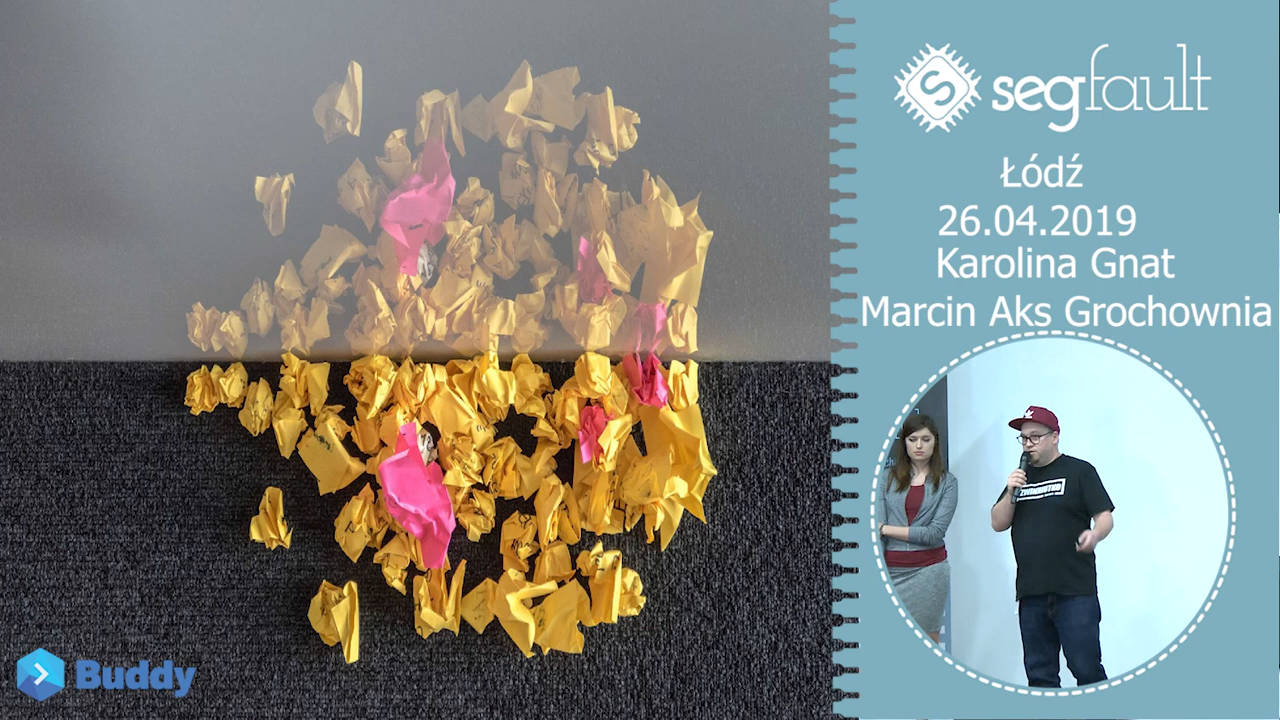 segfault
Łódź
26.04.2019
Karolina Gnat
Marcin Aks Grochownia
Buddy